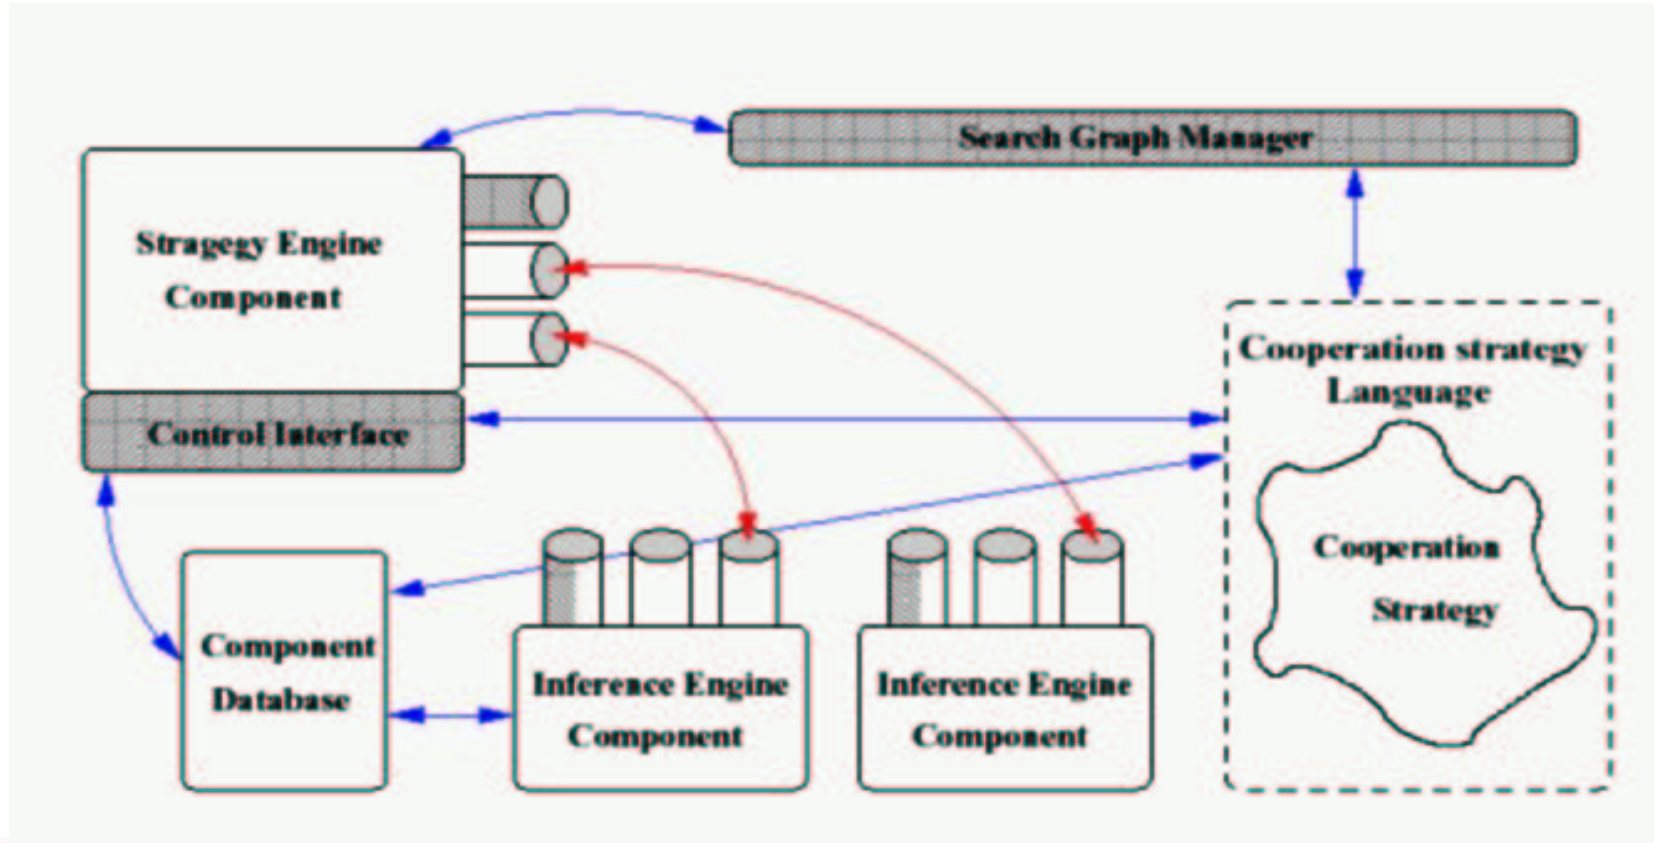 Search Graph Manager
Stragegy Engine
Component
Control Interface
Cooperation strategy
Language
Cooperation
Strategy
Component
Database
Inference Engine
Component
Inference Engine
Component